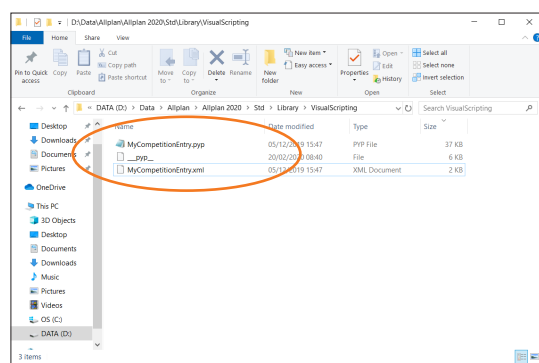 D:\Data\Allplan\Allplan 2020\Std\Library\VisualScripting
File Home Share View
Pin to Quick access
Copy
Paste
Cut
Copy path
Paste shortcut
Clipboard
Move to
Copy to
Delete
Rename
Organize
New folder
New item
Easy access
New
Properties
Open
Edit
History
Open
Select all
Select none
Invert selection
Select
« DATA (D:) > Data > Allplan > Allplan 2020 > Std > Library > VisualScripting
Search VisualScripting
Name Date modified Type Size
MyCompetitionEntry.pyp 05/12/2019 15:47 PYP File 37 KB
__pyp__ 20/02/2020 08:40 File 6 KB
MyCompetitionEntry.xml 05/12/2019 15:47 XML Document 2 KB
Desktop
Downloads
Documents
Pictures
OneDrive
This PC
3D Objects
Desktop
Documents
Downloads
Music
Pictures
Videos
OS (C:)
DATA (D:)
3 items